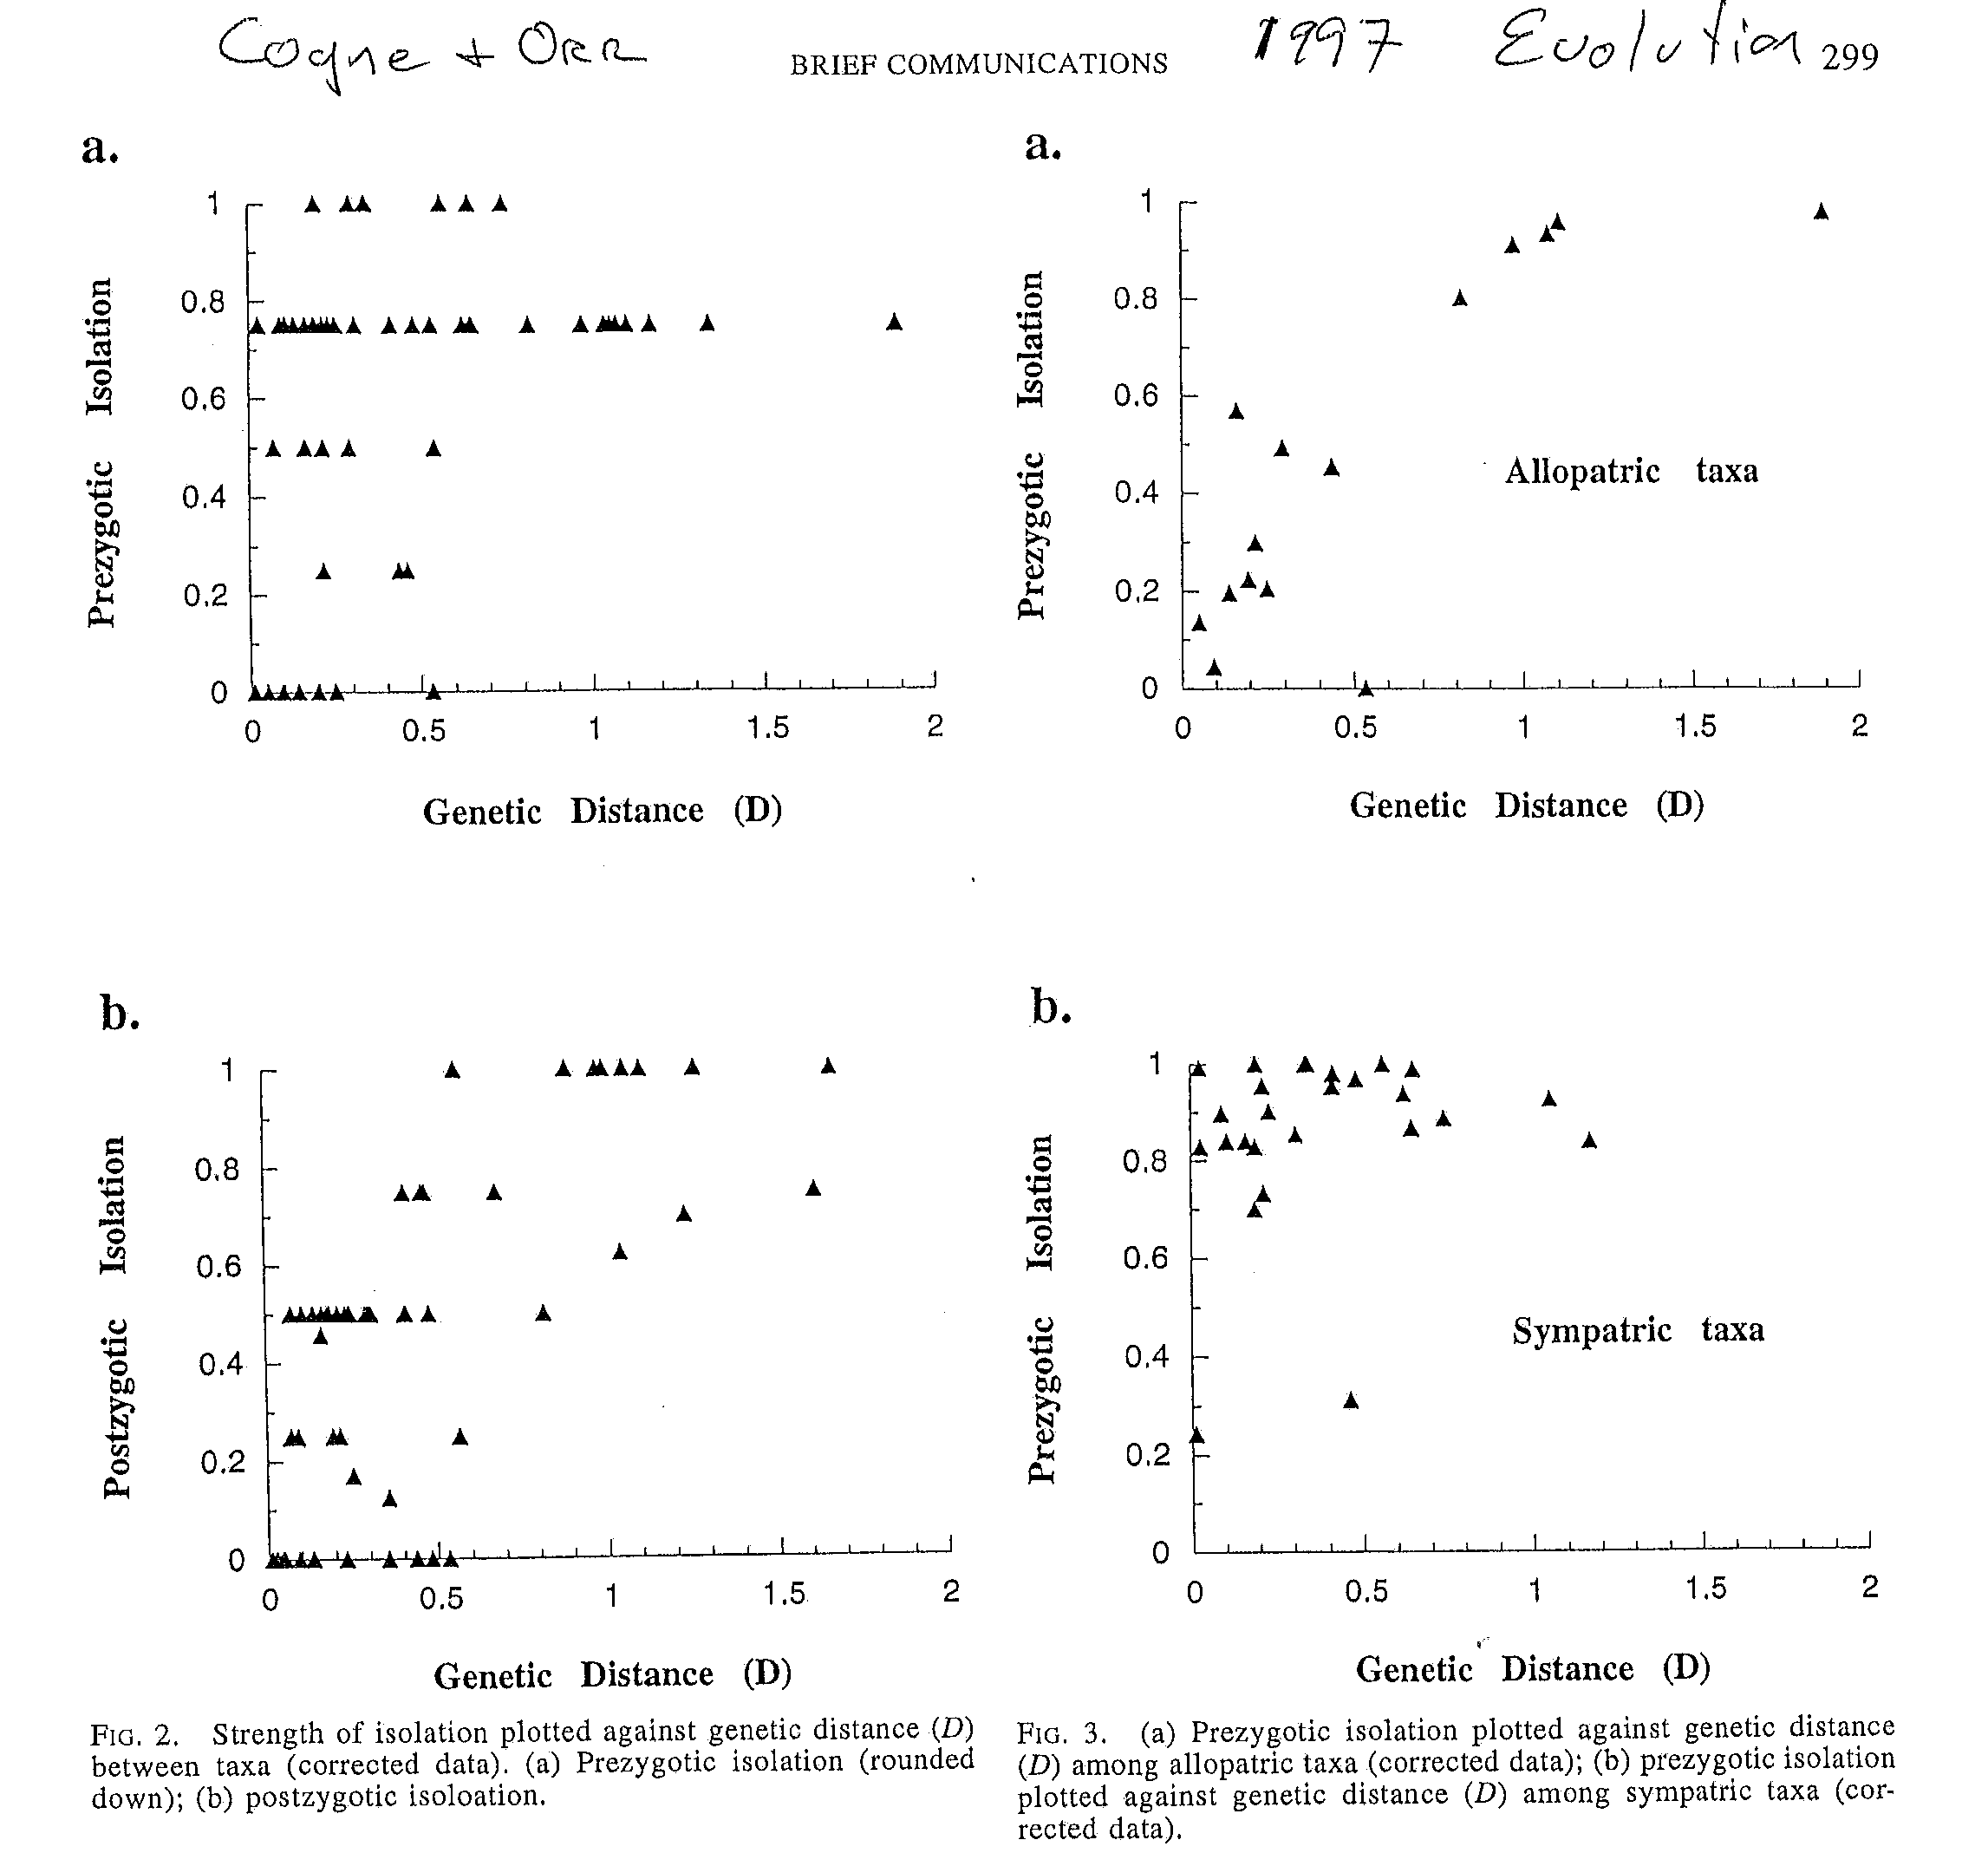 Coyne + Orr
BRIEF COMMUNICATIONS
1997 Evolution 299
a.
1
0.8
0.6
0.4
0.2
0
Prezygotic Isolation
0 0.5 1 1.5 2
Genetic Distance (D)
b.
1
0.8
0.6
0.4
0.2
0
Postzygotic Isolation
0 0.5 1 1.5 2
Genetic Distance (D)
FIG. 2. Strength of isolation plotted against genetic distance (D)
between taxa (corrected data). (a) Prezygotic isolation (rounded
down); (b) postzygotic isoloation.
a.
1
0.8
0.6
0.4
0.2
0
Prezygotic Isolation
Allopatric taxa
0 0.5 1 1.5 2
Genetic Distance (D)
b.
1
0.8
0.6
0.4
0.2
0
Prezygotic Isolation
Sympatric taxa
0 0.5 1 1.5 2
Genetic Distance (D)
FIG. 3. (a) Prezygotic isolation plotted against genetic distance
(D) among allopatric taxa (corrected data); (b) prezygotic isolation
plotted against genetic distance (D) among sympatric taxa (cor-
rected data).